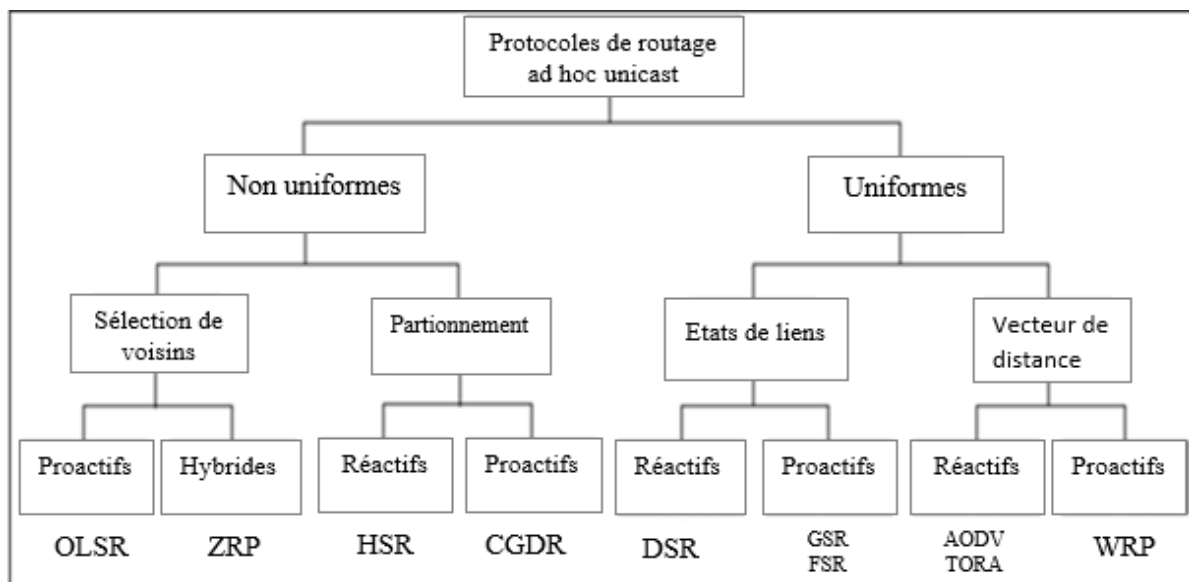 Protocoles de routage
ad hoc unicast
Non uniformes
Uniformes
Sélection de
voisins
Partionnement
Etats de liens
Vecteur de
distance
Proactifs
Hybrides
Réactifs
Proactifs
Réactifs
Proactifs
Réactifs
Proactifs
OLSR
ZRP
HSR
CGDR
DSR
GSR
FSR
AODV
TORA
WRP